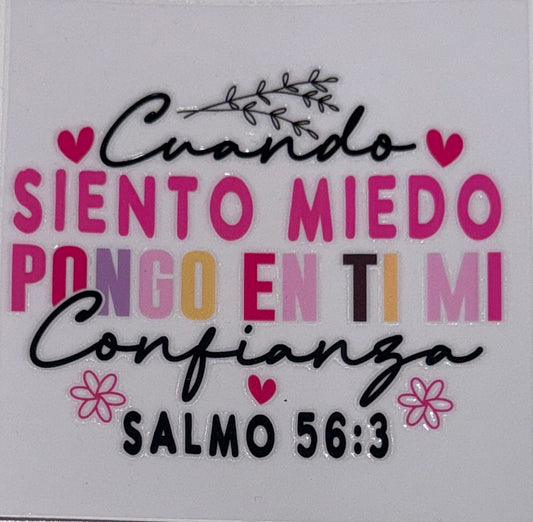 Cuando
SIENTO MIEDO
PONGO EN TI MI
Confianza
SALMO 56:3